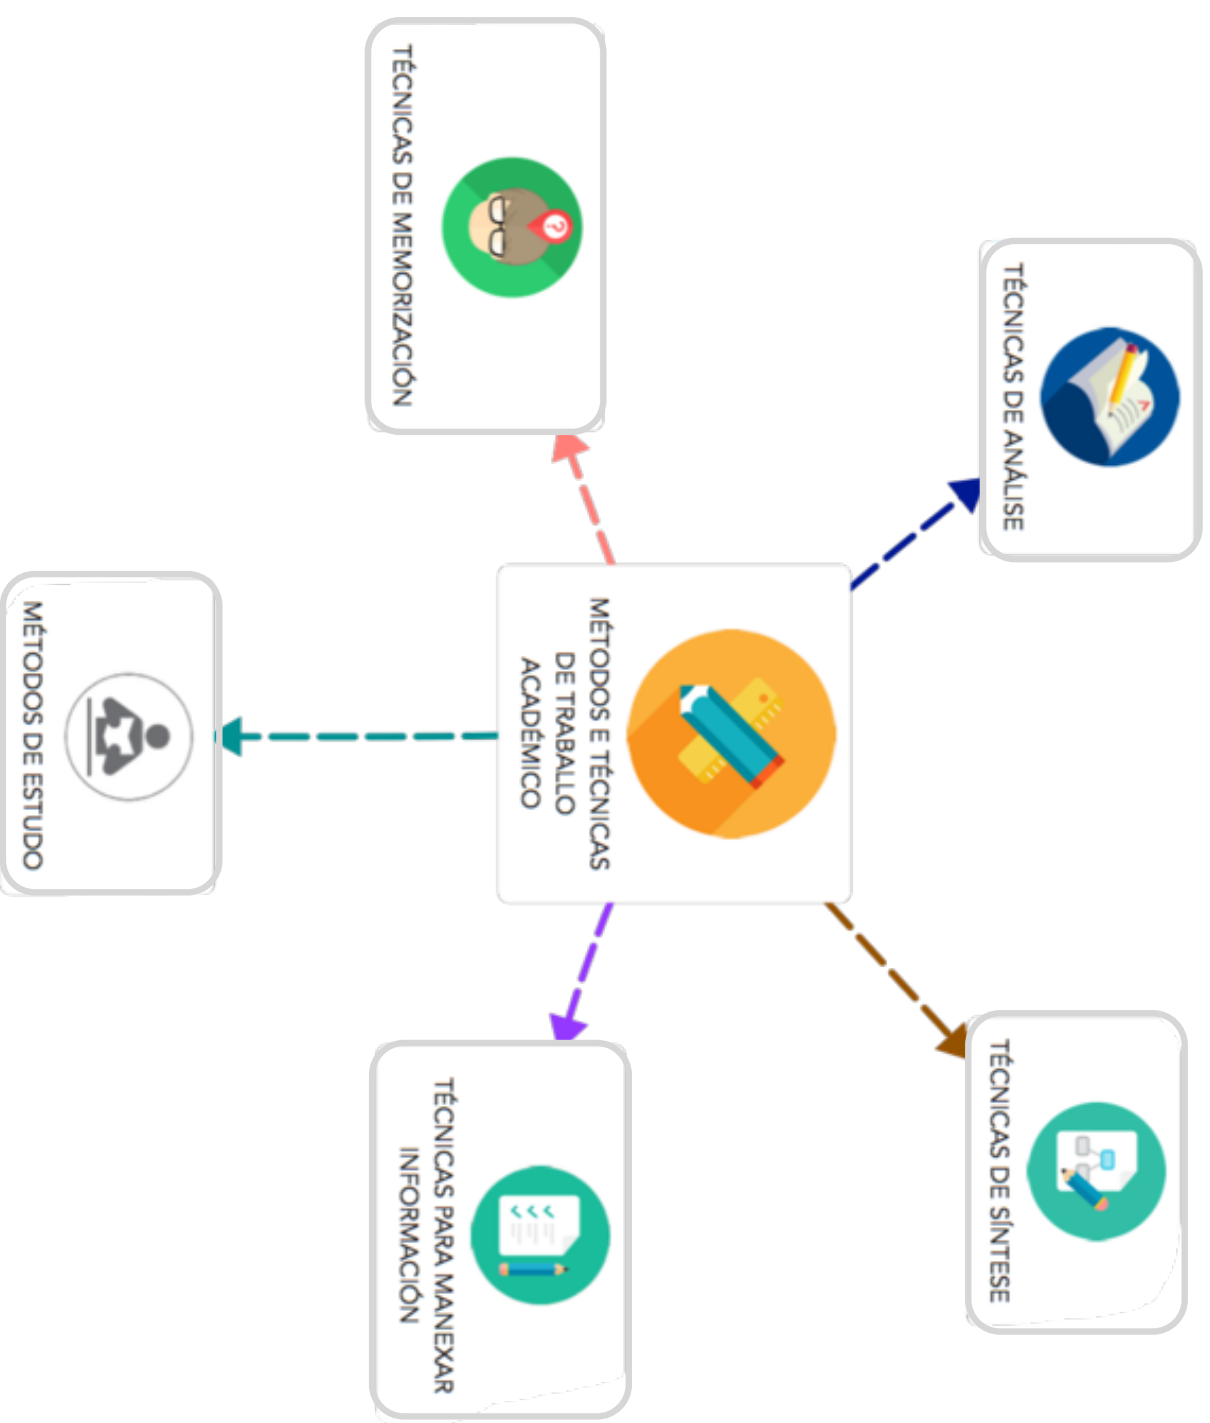 TÉCNICAS DE ANÁLISE
TÉCNICAS DE SÍNTESE
MÉTODOS E TÉCNICAS
DE TRABALLO
ACADÉMICO
TÉCNICAS DE MEMORIZACIÓN
TÉCNICAS PARA MANEXAR
INFORMACIÓN
MÉTODOS DE ESTUDO